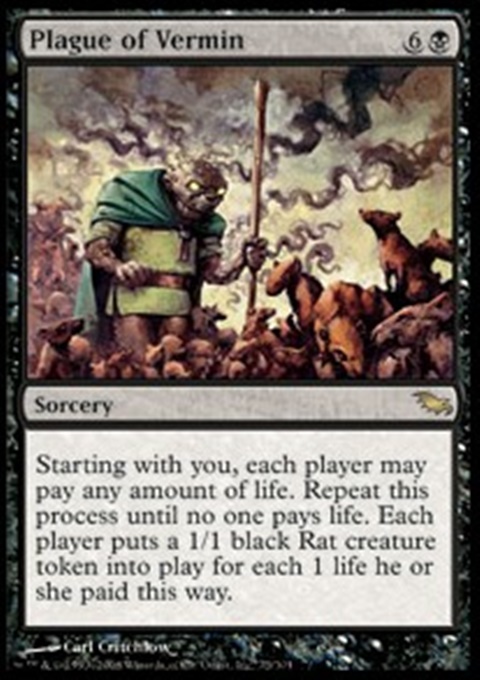 Plague of Vermin 6
Sorcery
Starting with you, each player may
pay any amount of life. Repeat this
process until no one pays life. Each
player puts a 1/1 black Rat creature
token into play for each 1 life he or
she paid this way.
Carl Critchlow